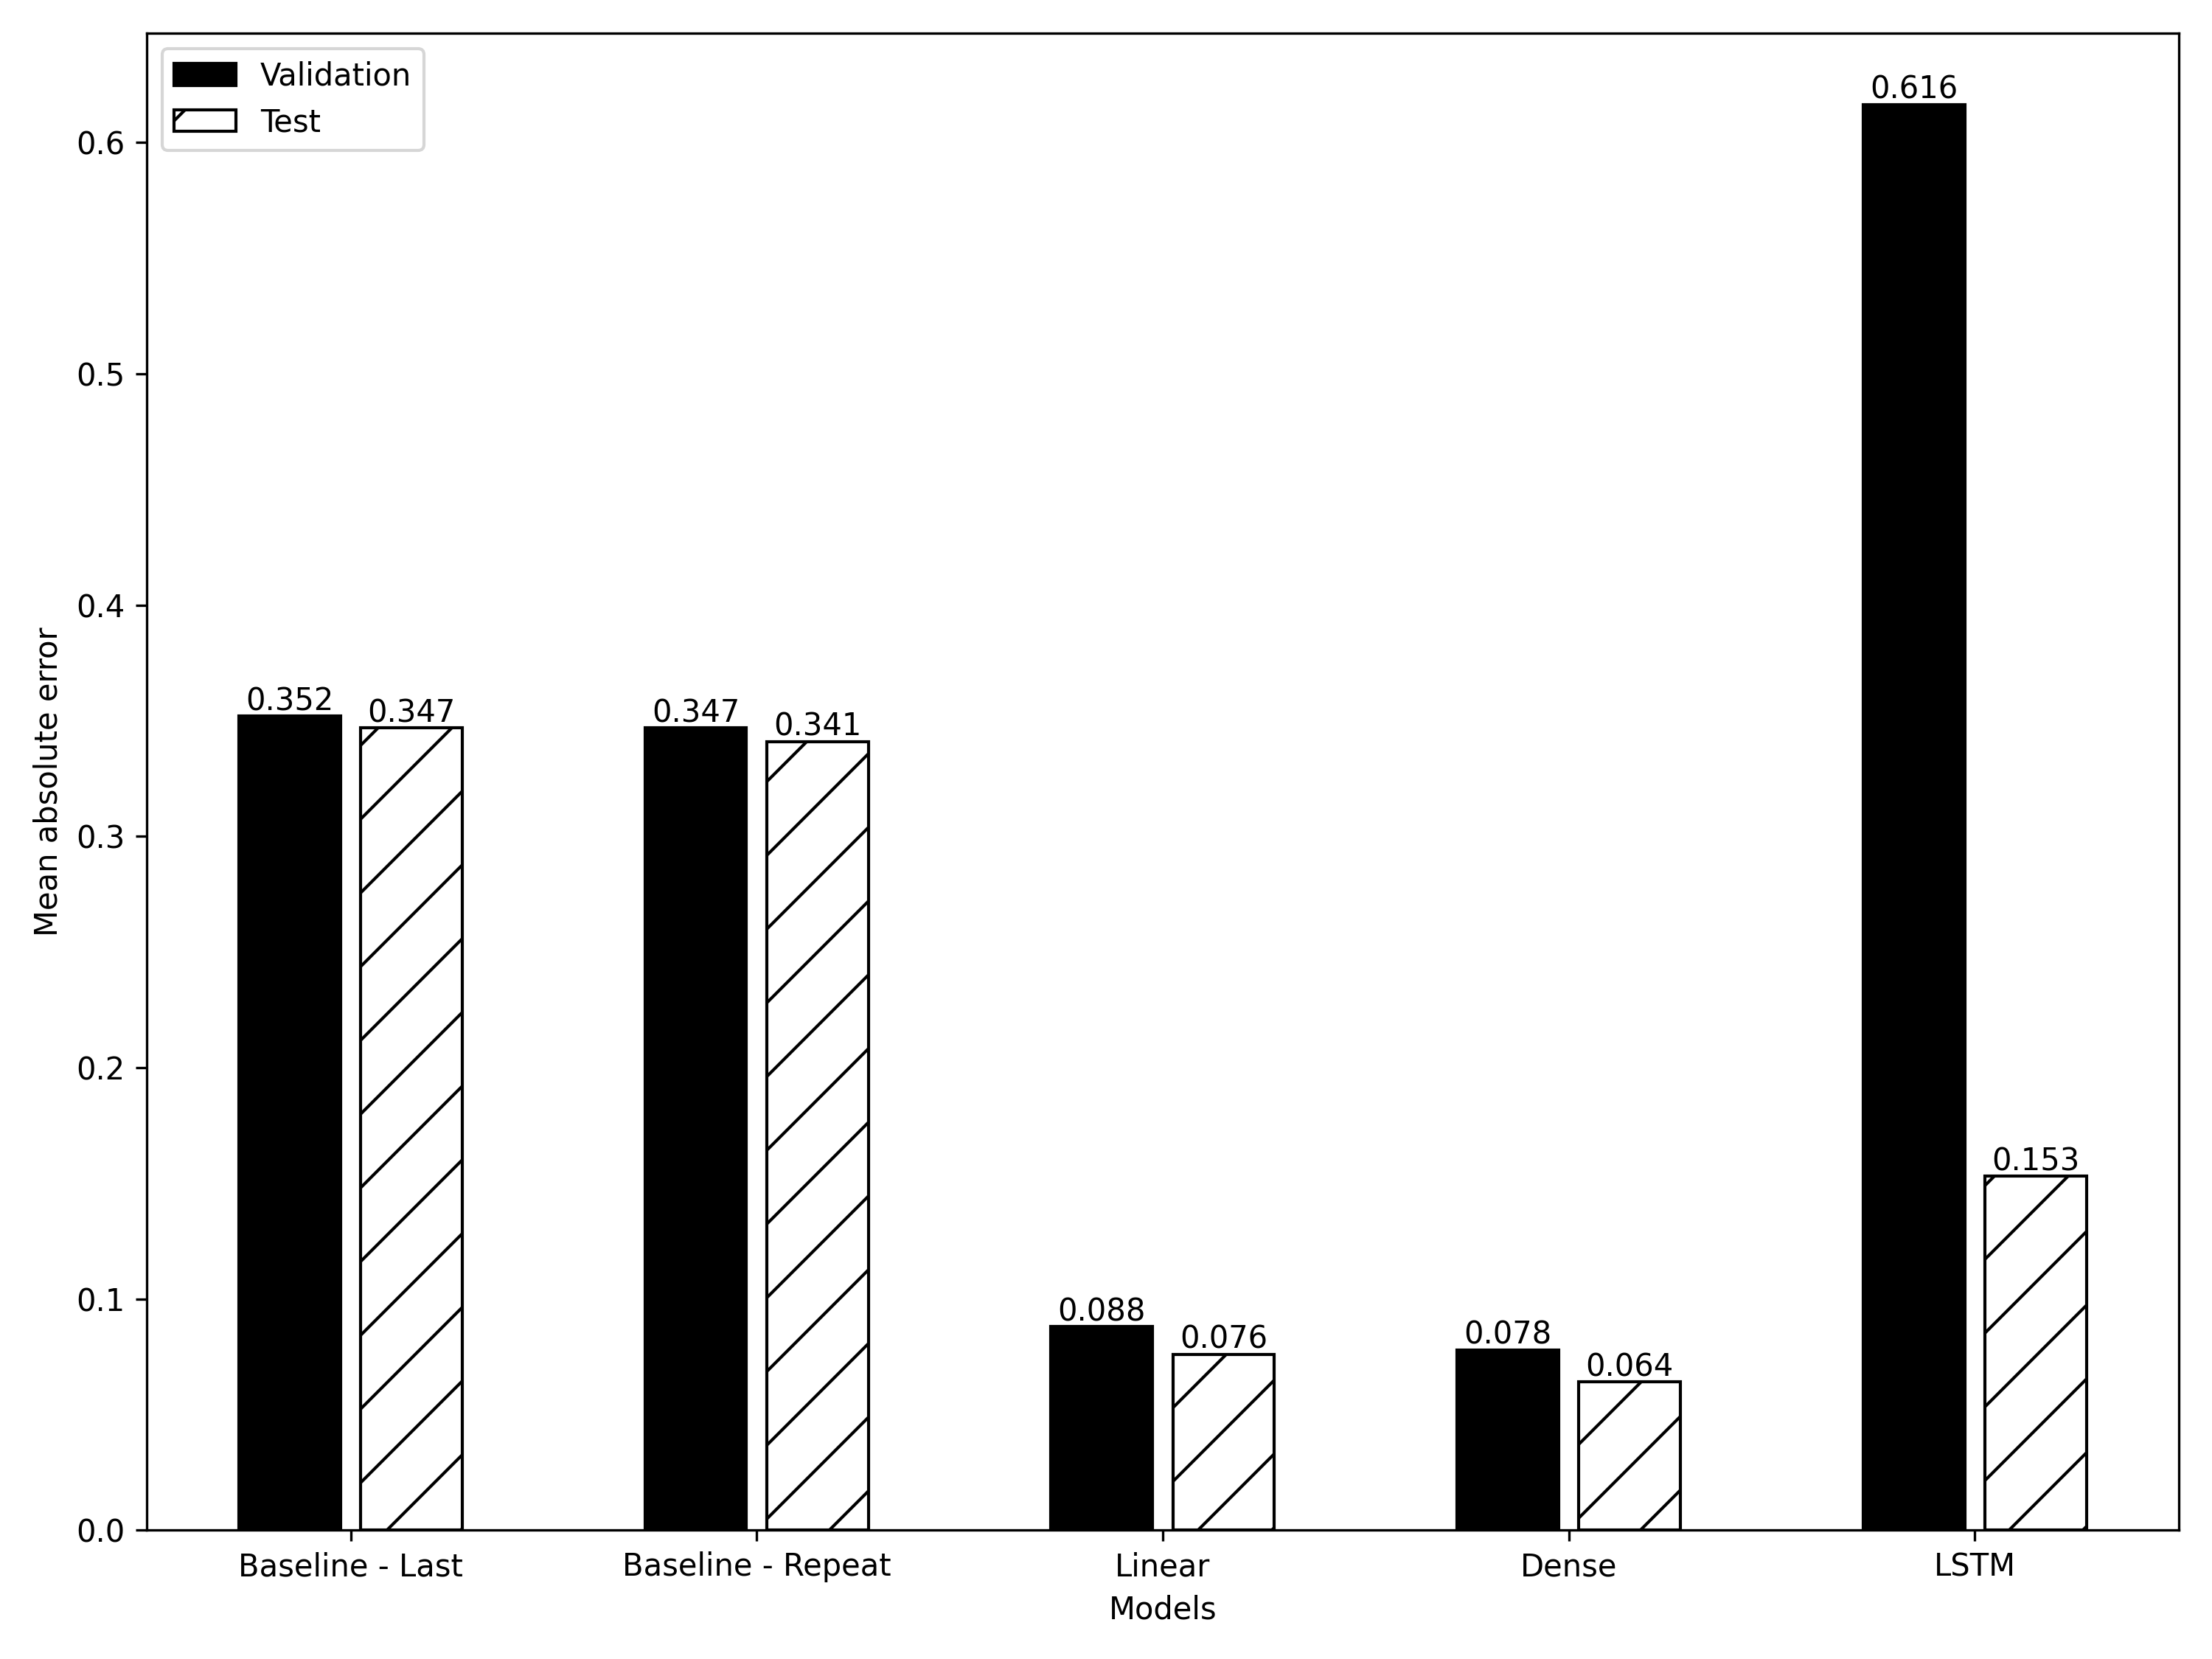 Validation
Test
0.6
0.5
0.4
0.3
0.2
0.1
0.0
Mean absolute error
0.352
0.347
0.347
0.341
0.088
0.076
0.078
0.064
0.616
0.153
Baseline - Last
Baseline - Repeat
Linear
Dense
LSTM
Models